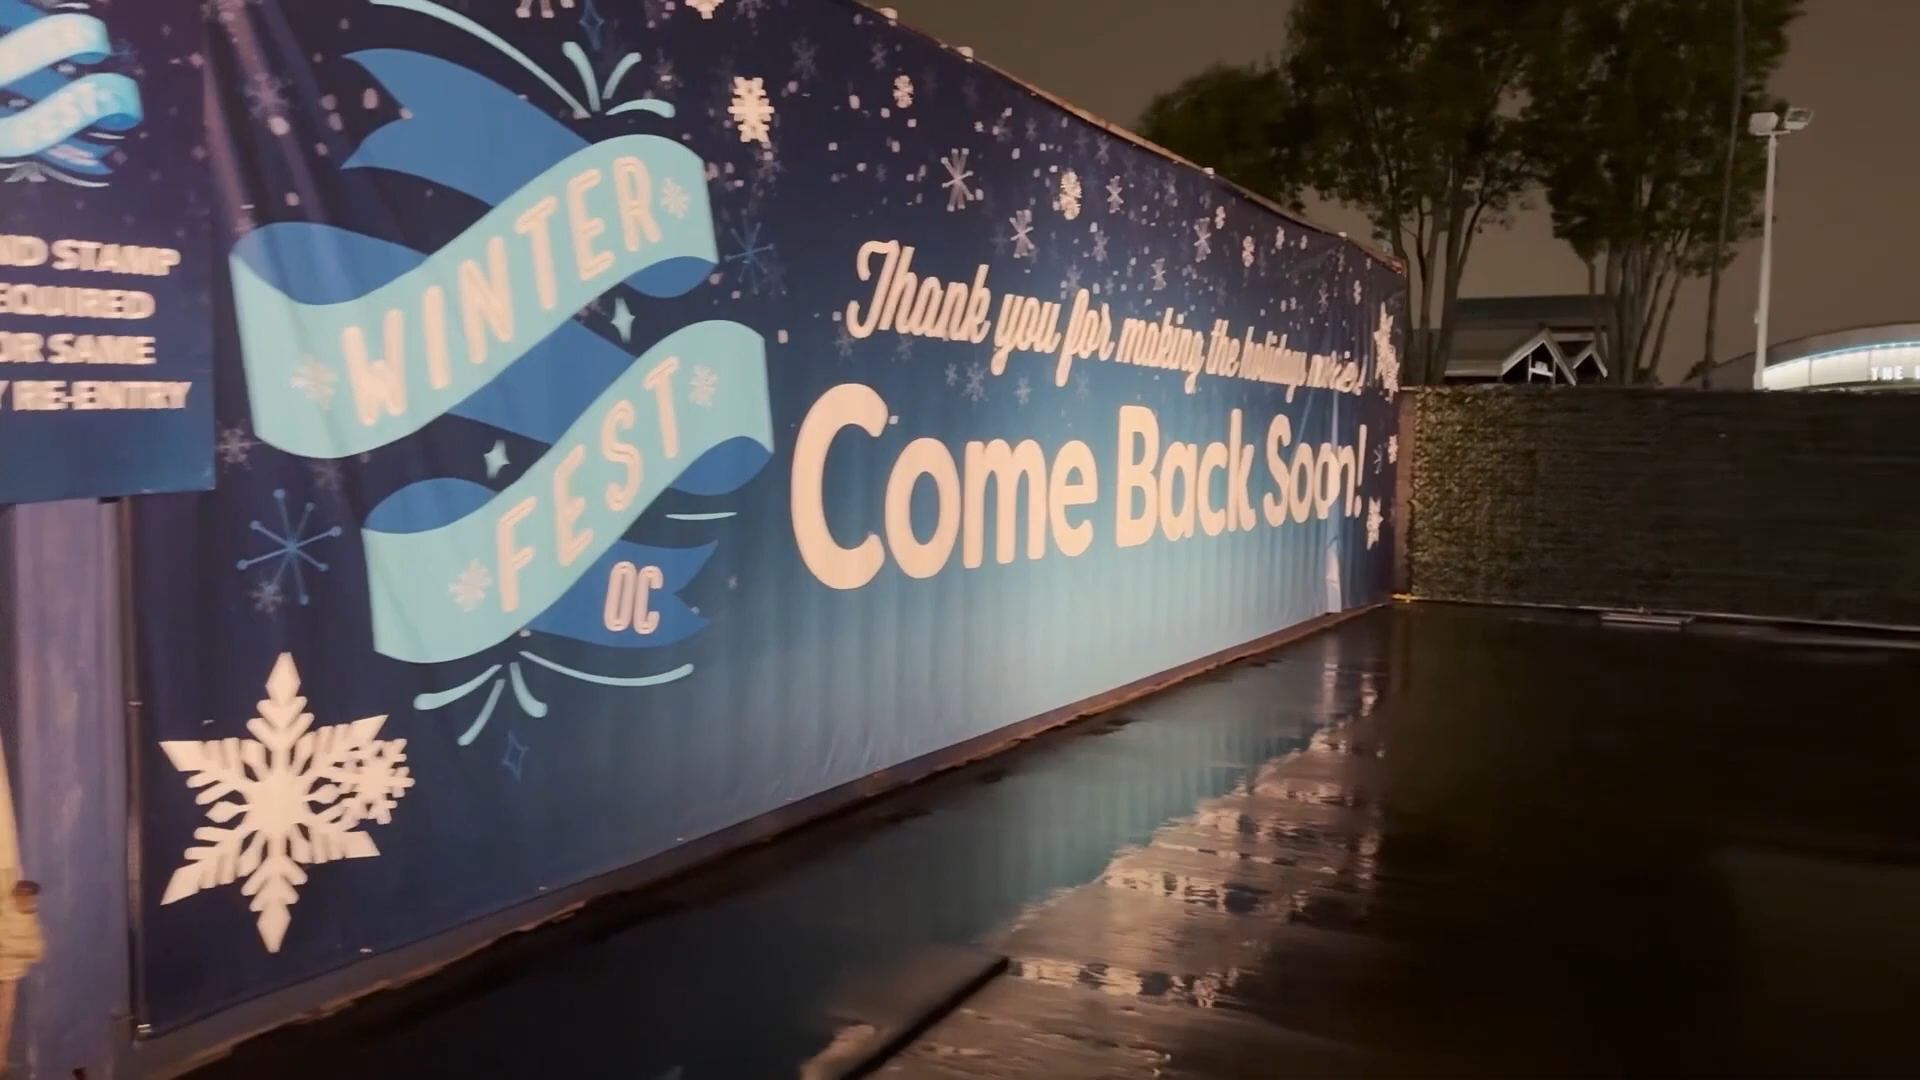 ND STAMP
EQUIRED
OR SAME
Y RE-ENTRY
WINTER
FEST
OC
Thank you for making the holidays
Come Back Soon!
THE